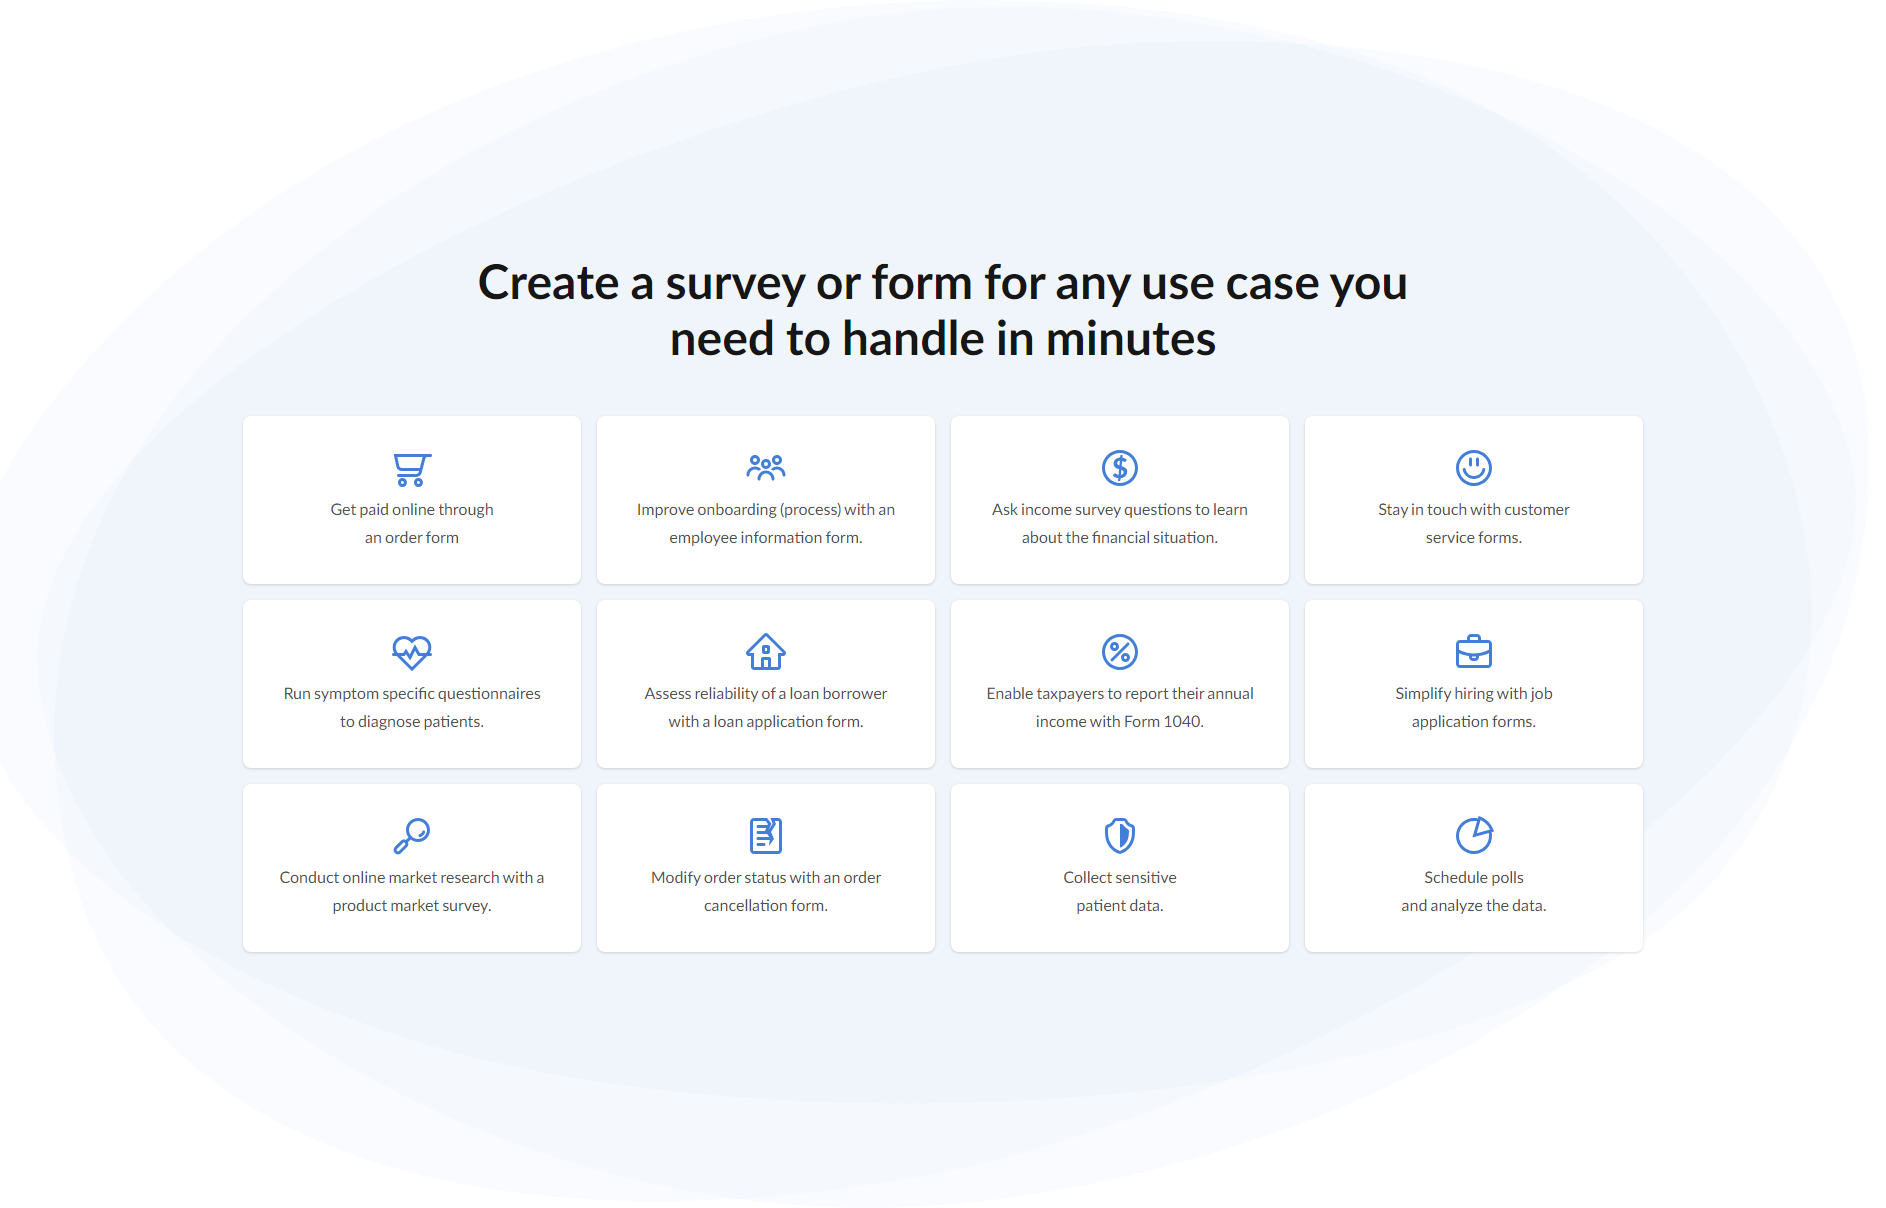 Create a survey or form for any use case you
need to handle in minutes
Get paid online through
an order form
Improve onboarding (process) with an
employee information form.
Ask income survey questions to learn
about the financial situation.
Stay in touch with customer
service forms.
Run symptom specific questionnaires
to diagnose patients.
Assess reliability of a loan borrower
with a loan application form.
Enable taxpayers to report their annual
income with Form 1040.
Simplify hiring with job
application forms.
Conduct online market research with a
product market survey.
Modify order status with an order
cancellation form.
Collect sensitive
patient data.
Schedule polls
and analyze the data.